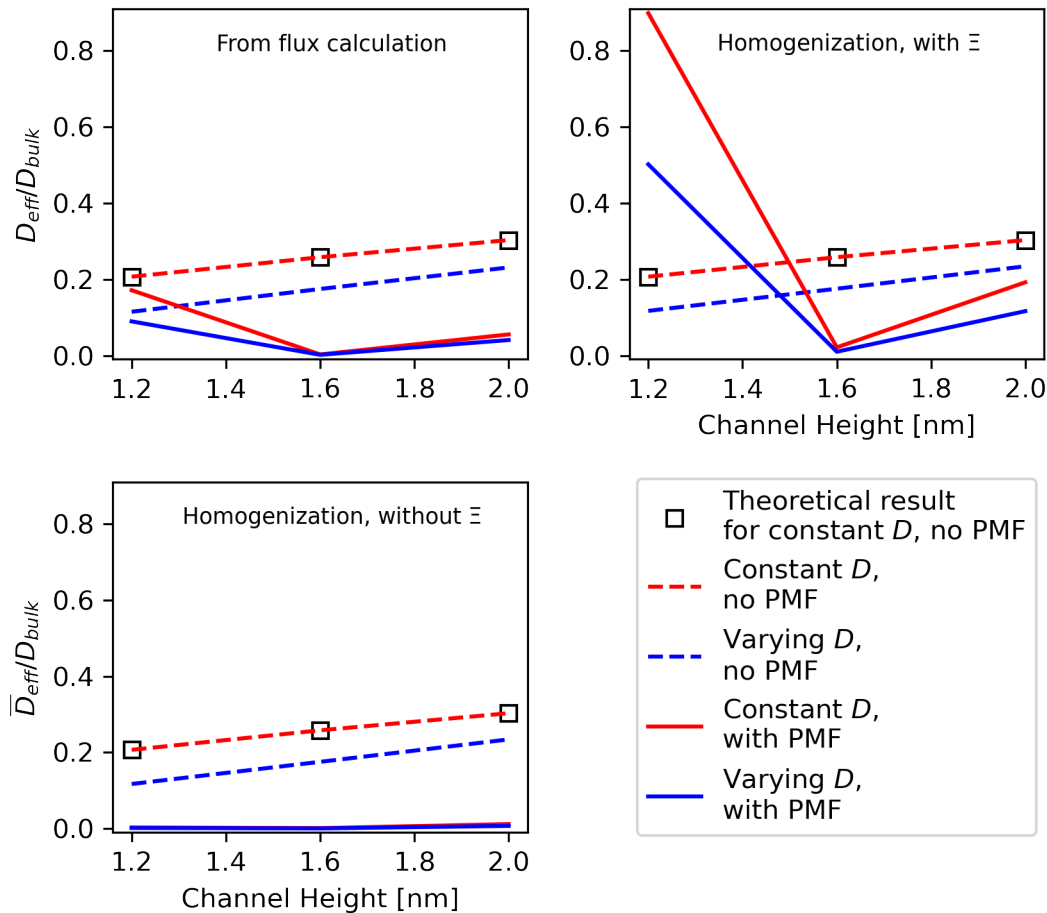 From flux calculation
D_eff/D_bulk
0.8
0.6
0.4
0.2
0.0
1.2 1.4 1.6 1.8 2.0
Homogenization, with Ξ
0.8
0.6
0.4
0.2
0.0
1.2 1.4 1.6 1.8 2.0
Channel Height [nm]
Homogenization, without Ξ
D̅_eff/D_bulk
0.8
0.6
0.4
0.2
0.0
1.2 1.4 1.6 1.8 2.0
Channel Height [nm]
Theoretical result
for constant D, no PMF
Constant D,
no PMF
Varying D,
no PMF
Constant D,
with PMF
Varying D,
with PMF